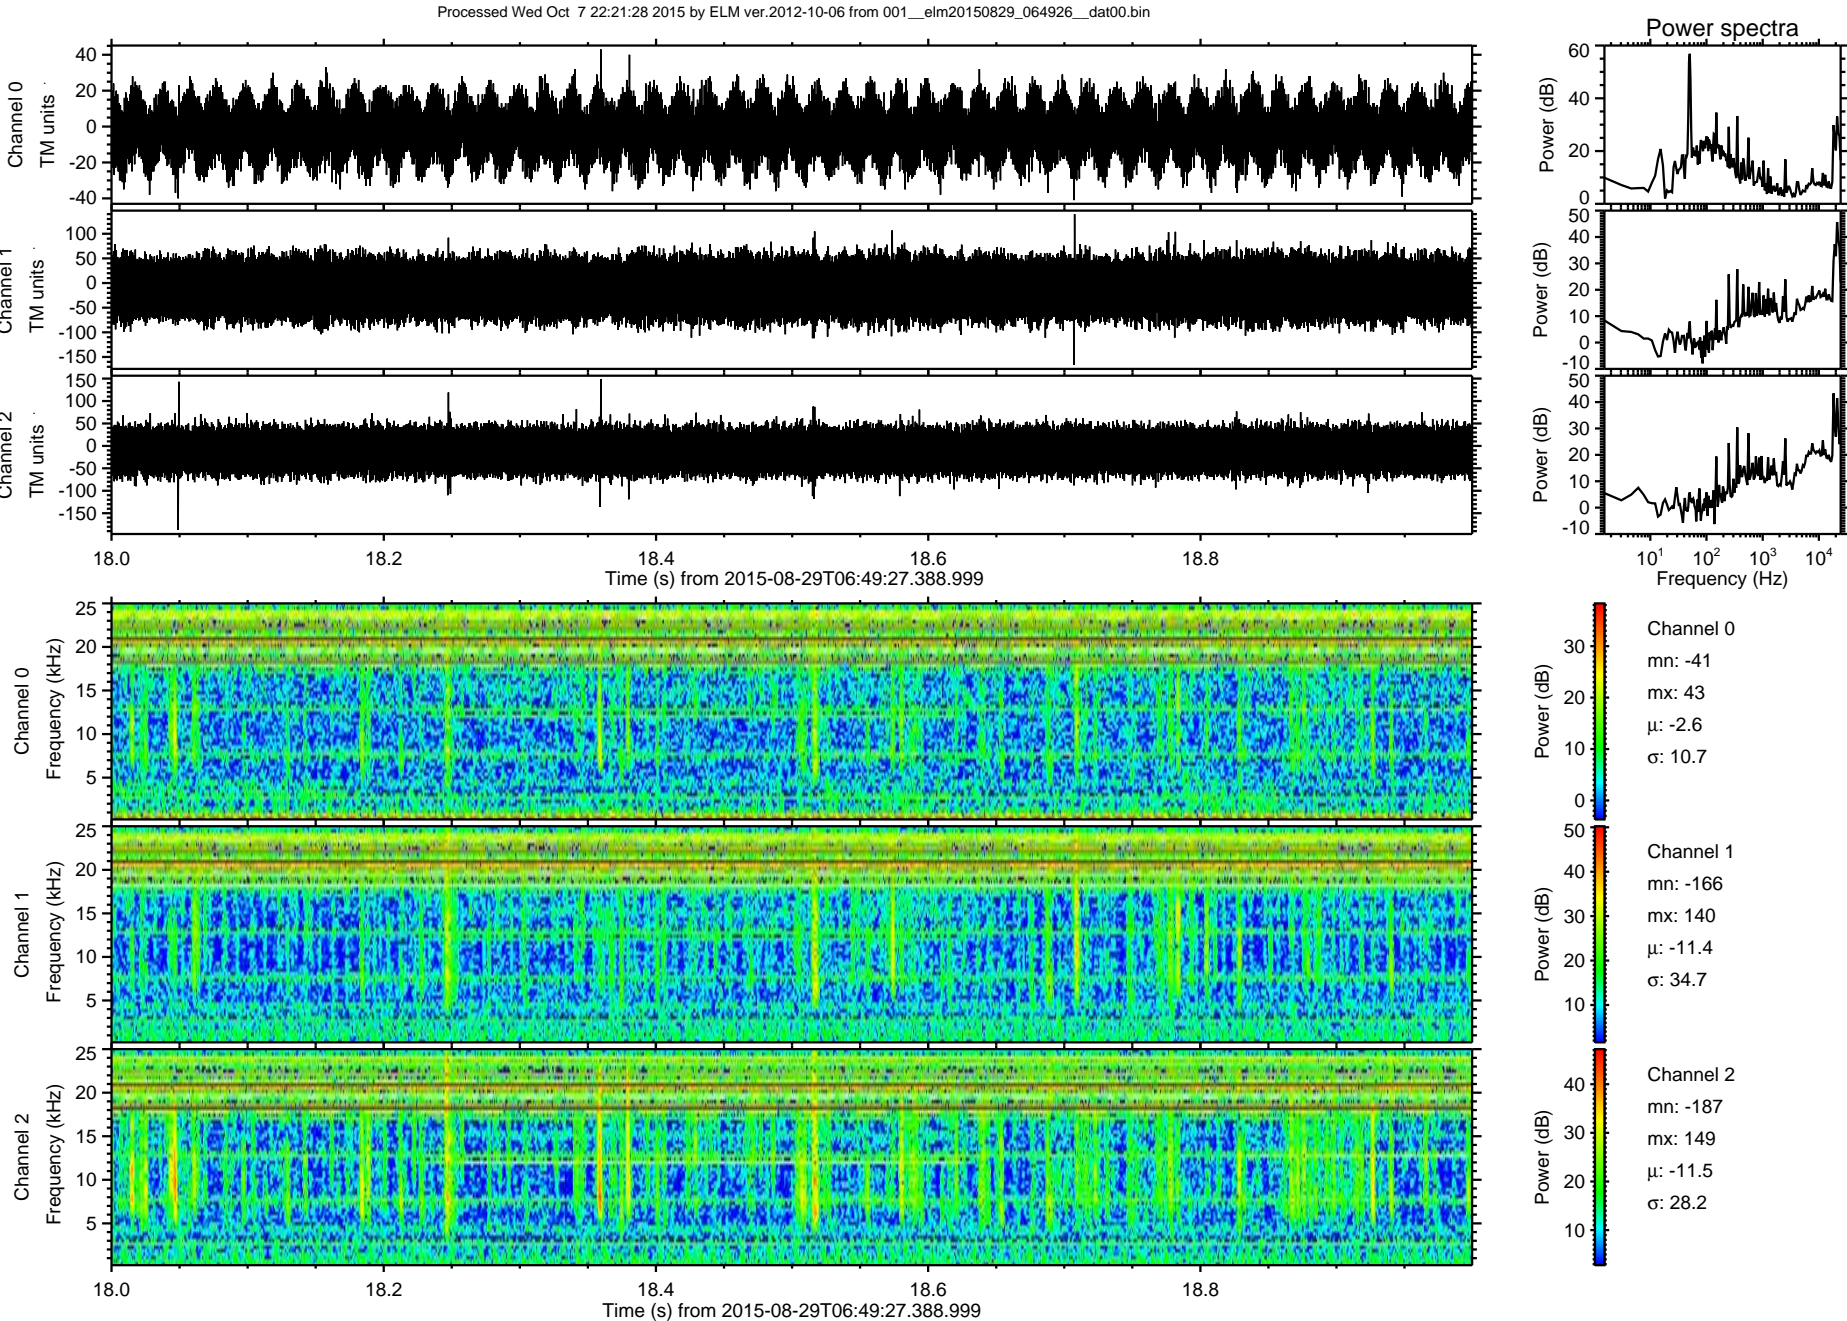 Processed Wed Oct 7 22:21:28 2015 by ELM ver.2012-10-06 from 001__elm20150829_064926__dat00.bin
Power spectra
Channel 0
TM units
40
20
0
-20
-40
Power (dB)
60
40
20
0
Channel 1
TM units
100
50
0
-50
-100
-150
Power (dB)
50
40
30
20
10
0
-10
Channel 2
TM units
150
100
50
0
-50
-100
-150
Power (dB)
50
40
30
20
10
0
-10
18.0 18.2 18.4 18.6 18.8
Time (s) from 2015-08-29T06:49:27.388.999
10¹ 10² 10³ 10⁴
Frequency (Hz)
Channel 0
Frequency (kHz)
25
20
15
10
5
Power (dB)
30
20
10
0
Channel 0
mn: -41
mx: 43
μ: -2.6
σ: 10.7
Channel 1
Frequency (kHz)
25
20
15
10
5
Power (dB)
50
40
30
20
10
Channel 1
mn: -166
mx: 140
μ: -11.4
σ: 34.7
Channel 2
Frequency (kHz)
25
20
15
10
5
Power (dB)
40
30
20
10
Channel 2
mn: -187
mx: 149
μ: -11.5
σ: 28.2
18.0 18.2 18.4 18.6 18.8
Time (s) from 2015-08-29T06:49:27.388.999